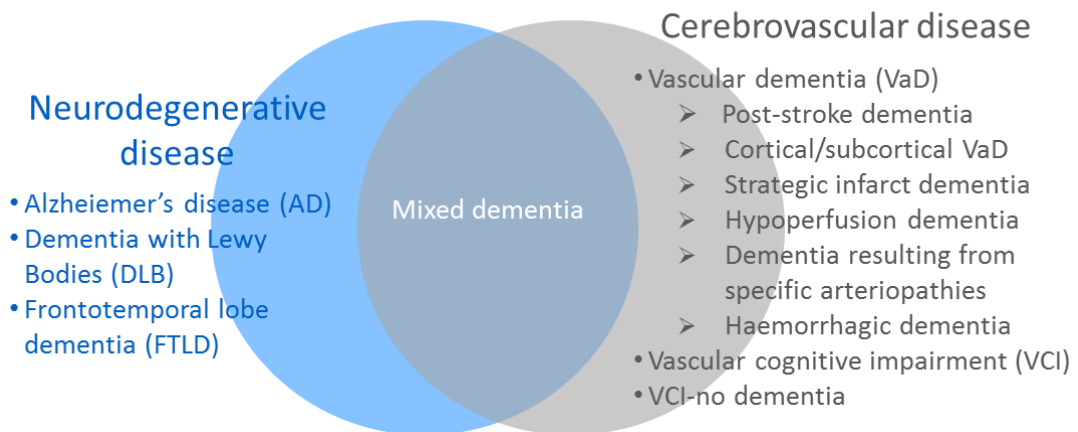 Neurodegenerative
disease
• Alzheiemer’s disease (AD)
• Dementia with Lewy
Bodies (DLB)
• Frontotemporal lobe
dementia (FTLD)
Mixed dementia
Cerebrovascular disease
• Vascular dementia (VaD)
➢ Post-stroke dementia
➢ Cortical/subcortical VaD
➢ Strategic infarct dementia
➢ Hypoperfusion dementia
➢ Dementia resulting from
specific arteriopathies
➢ Haemorrhagic dementia
• Vascular cognitive impairment (VCI)
• VCI-no dementia